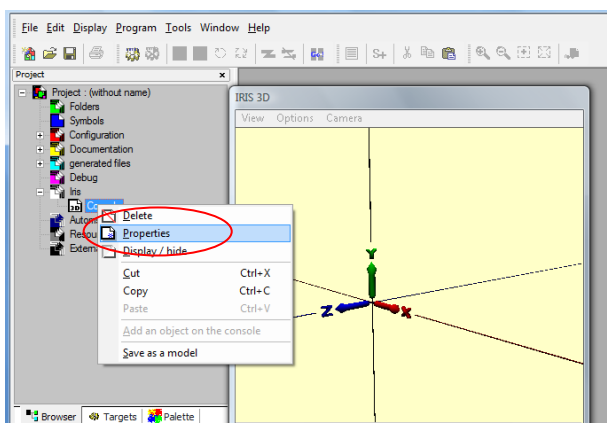 File Edit Display Program Tools Window Help
S+
Project x
Project : (without name)
Folders
Symbols
Configuration
Documentation
generated files
Debug
Iris
3D
Delete
Properties
Display / hide
Cut Ctrl+X
Copy Ctrl+C
Paste Ctrl+V
Add an object on the console
Save as a model
IRIS 3D
View Options Camera
Y
Z X
Browser Targets Palette